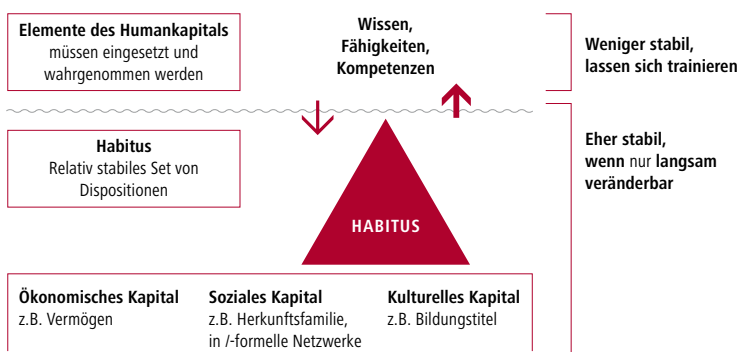 Elemente des Humankapitals
müssen eingesetzt und
wahrgenommen werden
Wissen,
Fähigkeiten,
Kompetenzen
Weniger stabil,
lassen sich trainieren
Habitus
Relativ stabiles Set von
Dispositionen
HABITUS
Eher stabil,
wenn nur langsam
veränderbar
Ökonomisches Kapital
z.B. Vermögen
Soziales Kapital
z.B. Herkunftsfamilie,
in /-formelle Netzwerke
Kulturelles Kapital
z.B. Bildungstitel